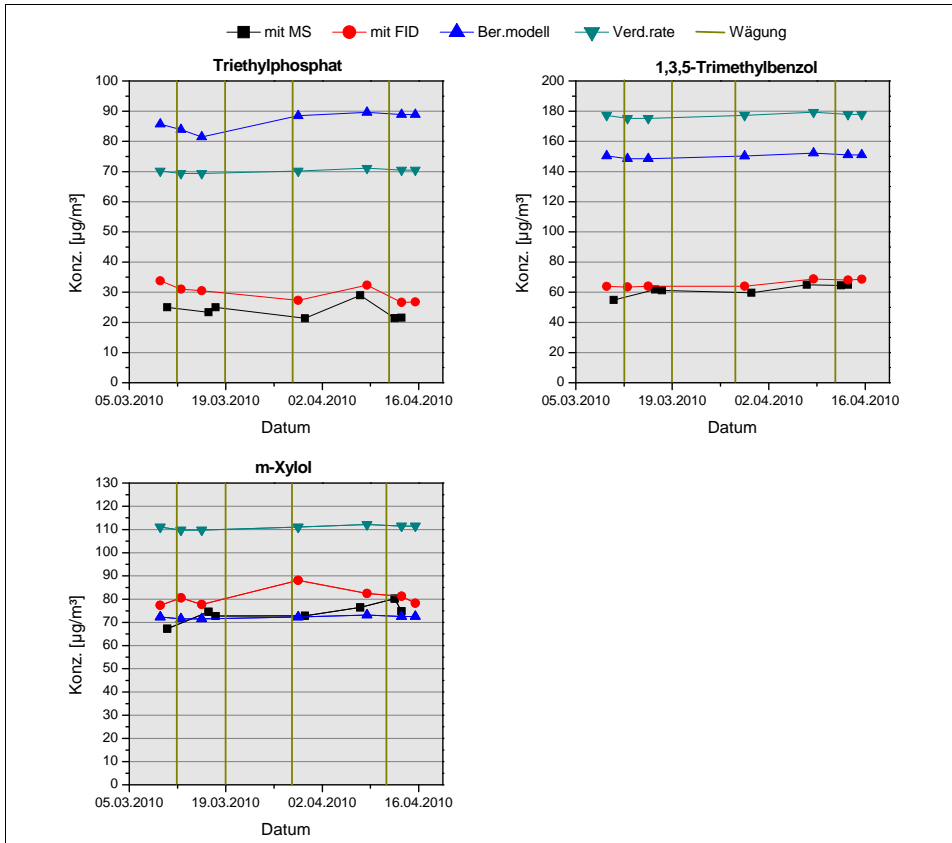 mit MS mit FID Ber.modell Verd.rate Wägung
Triethylphosphat
100
90
80
70
60
50
40
30
20
10
0
Konz. [µg/m³]
05.03.2010 19.03.2010 02.04.2010 16.04.2010
Datum
1,3,5-Trimethylbenzol
200
180
160
140
120
100
80
60
40
20
0
Konz. [µg/m³]
05.03.2010 19.03.2010 02.04.2010 16.04.2010
Datum
m-Xylol
130
120
110
100
90
80
70
60
50
40
30
20
10
0
Konz. [µg/m³]
05.03.2010 19.03.2010 02.04.2010 16.04.2010
Datum